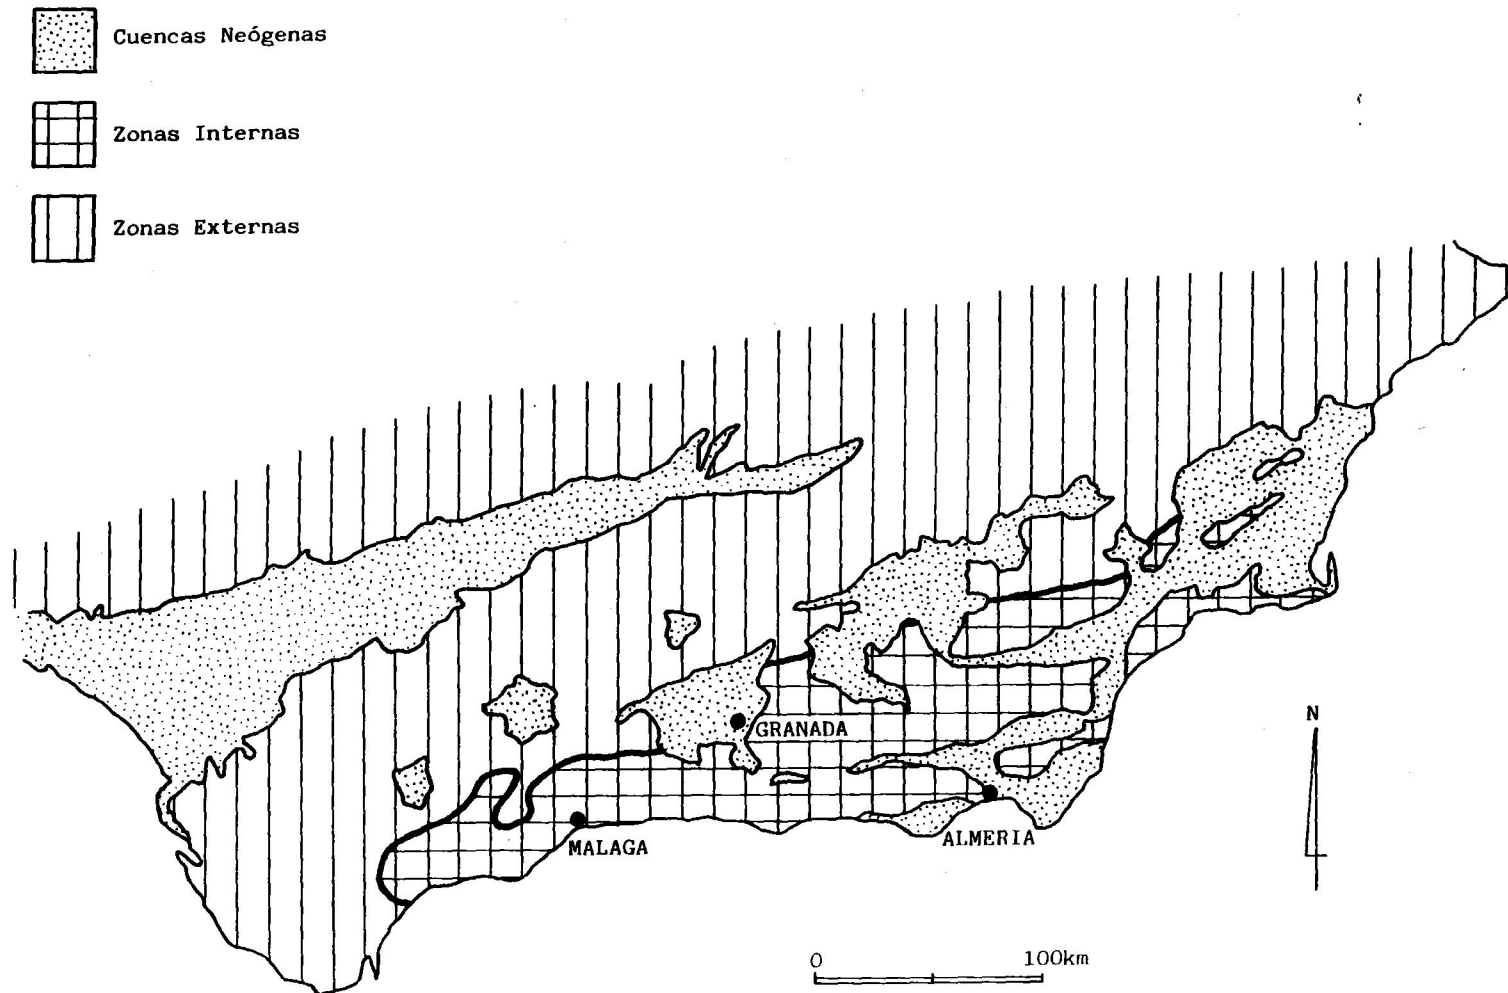 Cuencas Neógenas
Zonas Internas
Zonas Externas
N
GRANADA
MALAGA
ALMERIA
0 100km